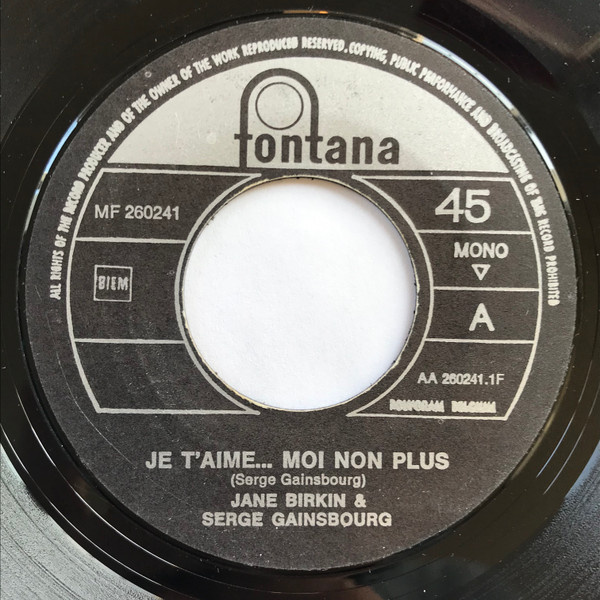 ALL RIGHTS OF THE RECORD PRODUCER AND OF THE OWNER OF THE WORK REPRODUCED RESERVED. COPYING, PUBLIC PERFORMANCE AND BROADCASTING OF THIS RECORD PROHIBITED
fontana
MF 260241
45
MONO
BIEM
A
AA 260241.1F
POLYGRAM BELGIUM
JE T'AIME... MOI NON PLUS
(Serge Gainsbourg)
JANE BIRKIN &
SERGE GAINSBOURG